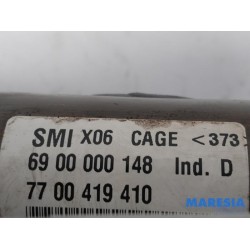 SMI X06 CAGE <373
69 00 000 148 Ind. D
77 00 419 410
MARESIA